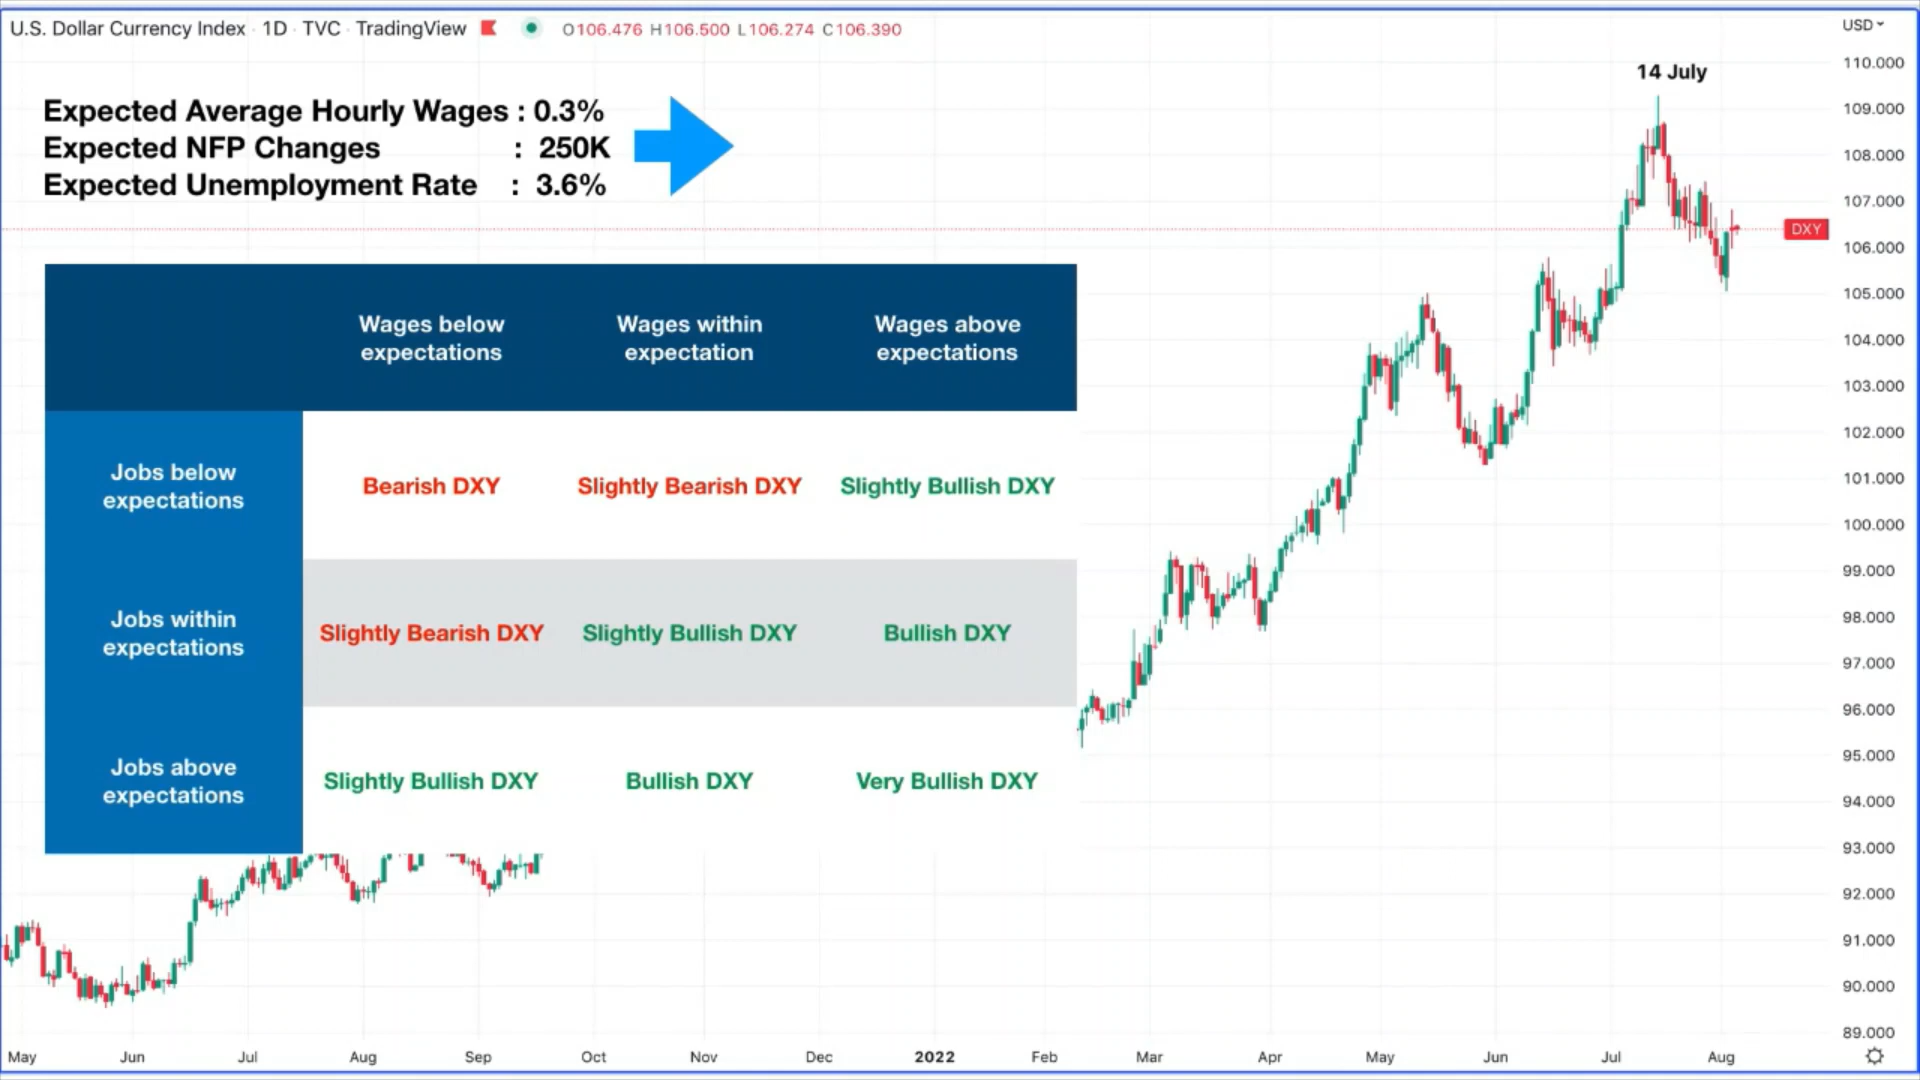 U.S. Dollar Currency Index · 1D · TVC · TradingView O106.476 H106.500 L106.274 C106.390
USD
14 July
Expected Average Hourly Wages : 0.3%
Expected NFP Changes : 250K
Expected Unemployment Rate : 3.6%
110.000
109.000
108.000
107.000
DXY
106.000
105.000
104.000
103.000
102.000
101.000
100.000
99.000
98.000
97.000
96.000
95.000
94.000
93.000
92.000
91.000
90.000
89.000
Wages below
expectations
Wages within
expectation
Wages above
expectations
Jobs below
expectations
Bearish DXY
Slightly Bearish DXY
Slightly Bullish DXY
Jobs within
expectations
Slightly Bearish DXY
Slightly Bullish DXY
Bullish DXY
Jobs above
expectations
Slightly Bullish DXY
Bullish DXY
Very Bullish DXY
May Jun Jul Aug Sep Oct Nov Dec 2022 Feb Mar Apr May Jun Jul Aug